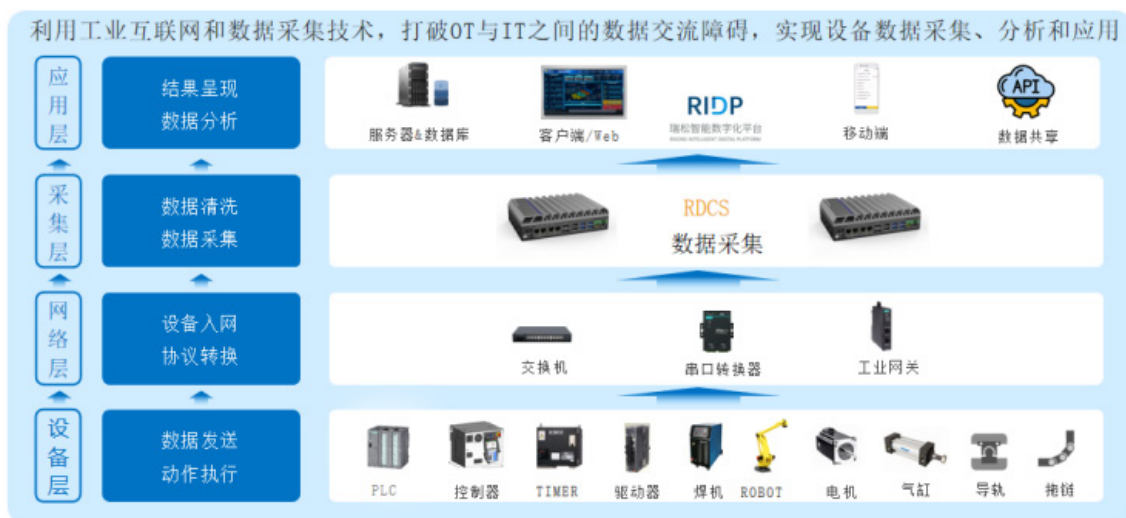 利用工业互联网和数据采集技术，打破OT与IT之间的数据交流障碍，实现设备数据采集、分析和应用
应用层
结果呈现
数据分析
服务器&数据库
客户端/Web
RIDP
瑞松智能数字化平台
移动端
API
数据共享
采集层
数据清洗
数据采集
RDCS
数据采集
网络层
设备入网
协议转换
交换机
串口转换器
工业网关
设备层
数据发送
动作执行
PLC
控制器
TIMER
驱动器
焊机
ROBOT
电机
气缸
导轨
拖链